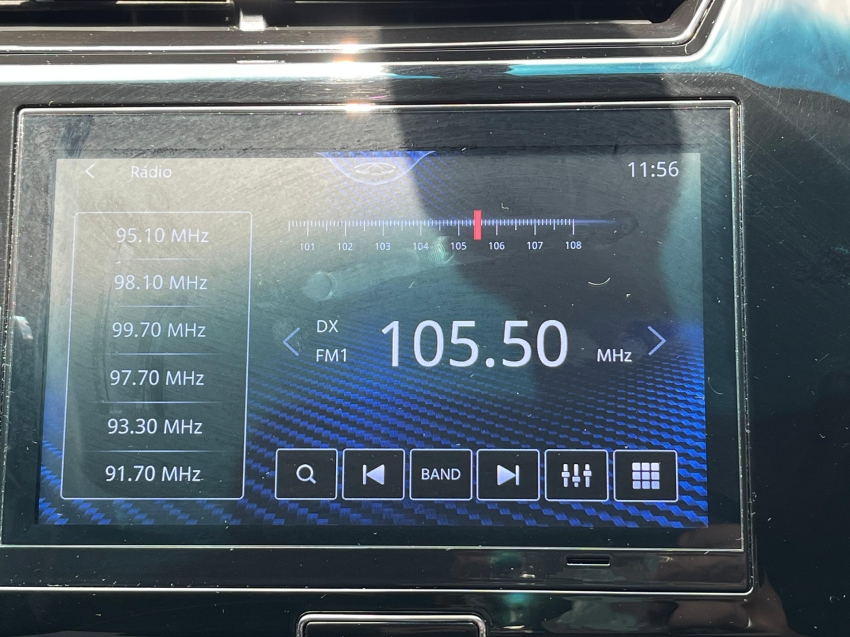 Rádio
11:56
95.10 MHz
98.10 MHz
99.70 MHz
97.70 MHz
93.30 MHz
91.70 MHz
101 102 103 104 105 106 107 108
DX
FM1
105.50 MHz
BAND